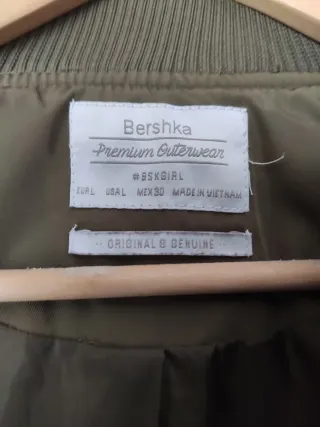 Bershka
Premium Outerwear
#BSKGIRL
EUR L USA L MEX 30 MADE IN VIETNAM
ORIGINAL & GENUINE